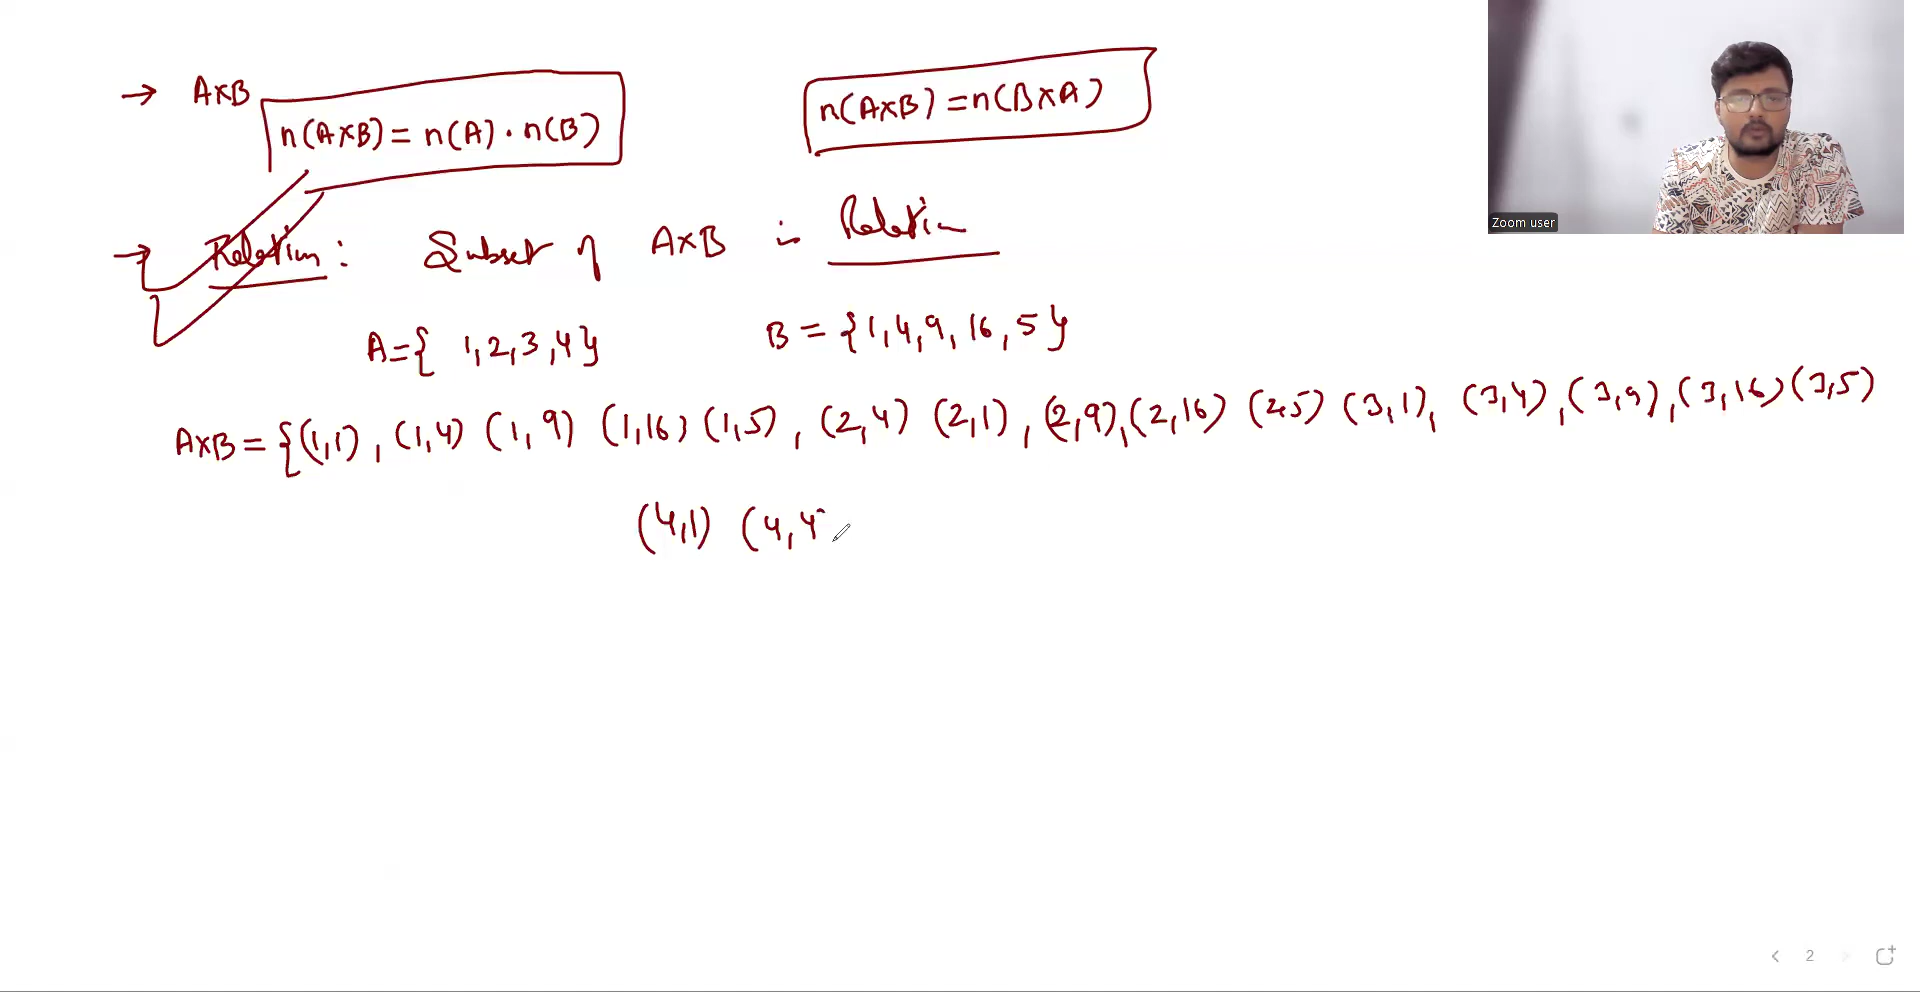 → A×B
n(A×B) = n(A) · n(B)
n(A×B) = n(B×A)
Zoom user
→ Relation : Subset of A×B is Relation
A = { 1, 2, 3, 4 } B = { 1, 4, 9, 16, 5 }
A×B = { (1,1) , (1,4) (1,9) (1,16) (1,5) , (2,4) (2,1) , (2,9) , (2,16) (2,5) (3,1) , (3,4) , (3,9) , (3,16) (3,5)
(4,1) (4,4
2